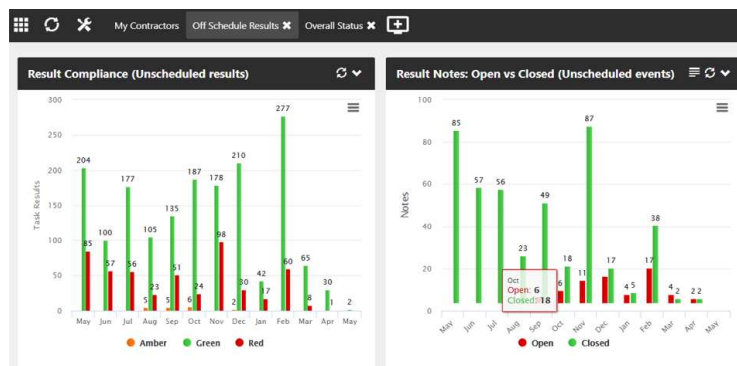 My Contractors Off Schedule Results Overall Status
Result Compliance (Unscheduled results)
300
250
200
150
100
50
0
Task Results
204 85
100 57
177 56
105 5 23
135 5 51
187 6 24
178 98
210 2 30
42 17
277 60
65 8
30 1
2
May Jun Jul Aug Sep Oct Nov Dec Jan Feb Mar Apr May
Amber Green Red
Result Notes: Open vs Closed (Unscheduled events)
100
80
60
40
20
0
Notes
85
57
56
23
49
6 18
11 87
17
4 5
17 38
4 2
2 2
Oct
Open: 6
Closed: 18
May Jun Jul Aug Sep Oct Nov Dec Jan Feb Mar Apr May
Open Closed